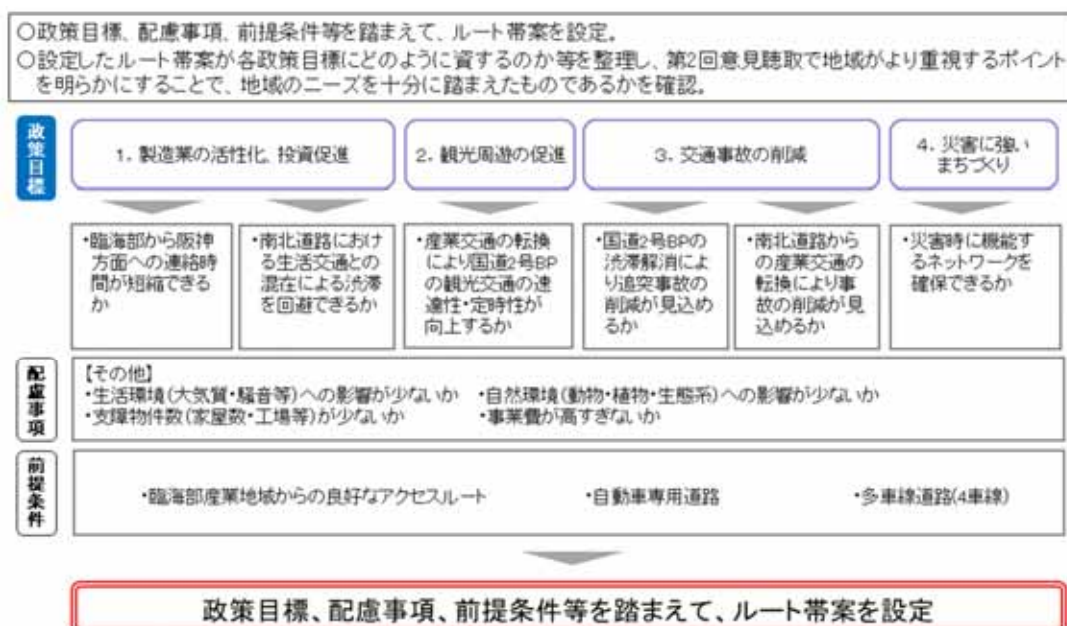 ○政策目標、配慮事項、前提条件等を踏まえて、ルート帯案を設定。
○設定したルート帯案が各政策目標にどのように資するのか等を整理し、第2回意見聴取で地域がより重視するポイント
を明らかにすることで、地域のニーズを十分に踏まえたものであるかを確認。
政策目標
1. 製造業の活性化、投資促進
2. 観光周遊の促進
3. 交通事故の削減
4. 災害に強い
まちづくり
・臨海部から阪神
方面への連絡時
間が短縮できる
か
・南北道路におけ
る生活交通との
混在による渋滞
を回避できるか
・産業交通の転換
により国道2号BP
の観光交通の速
達性・定時性が
向上するか
・国道2号BPの
渋滞解消によ
り追突事故の
削減が見込め
るか
・南北道路から
の産業交通の
転換により事
故の削減が見
込めるか
・災害時に機能す
るネットワークを
確保できるか
配慮事項
【その他】
・生活環境(大気質・騒音等)への影響が少ないか ・自然環境(動物・植物・生態系)への影響が少ないか
・支障物件数(家屋数・工場等)が少ないか ・事業費が高すぎないか
前提条件
・臨海部産業地域からの良好なアクセスルート ・自動車専用道路 ・多車線道路(4車線)
政策目標、配慮事項、前提条件等を踏まえて、ルート帯案を設定